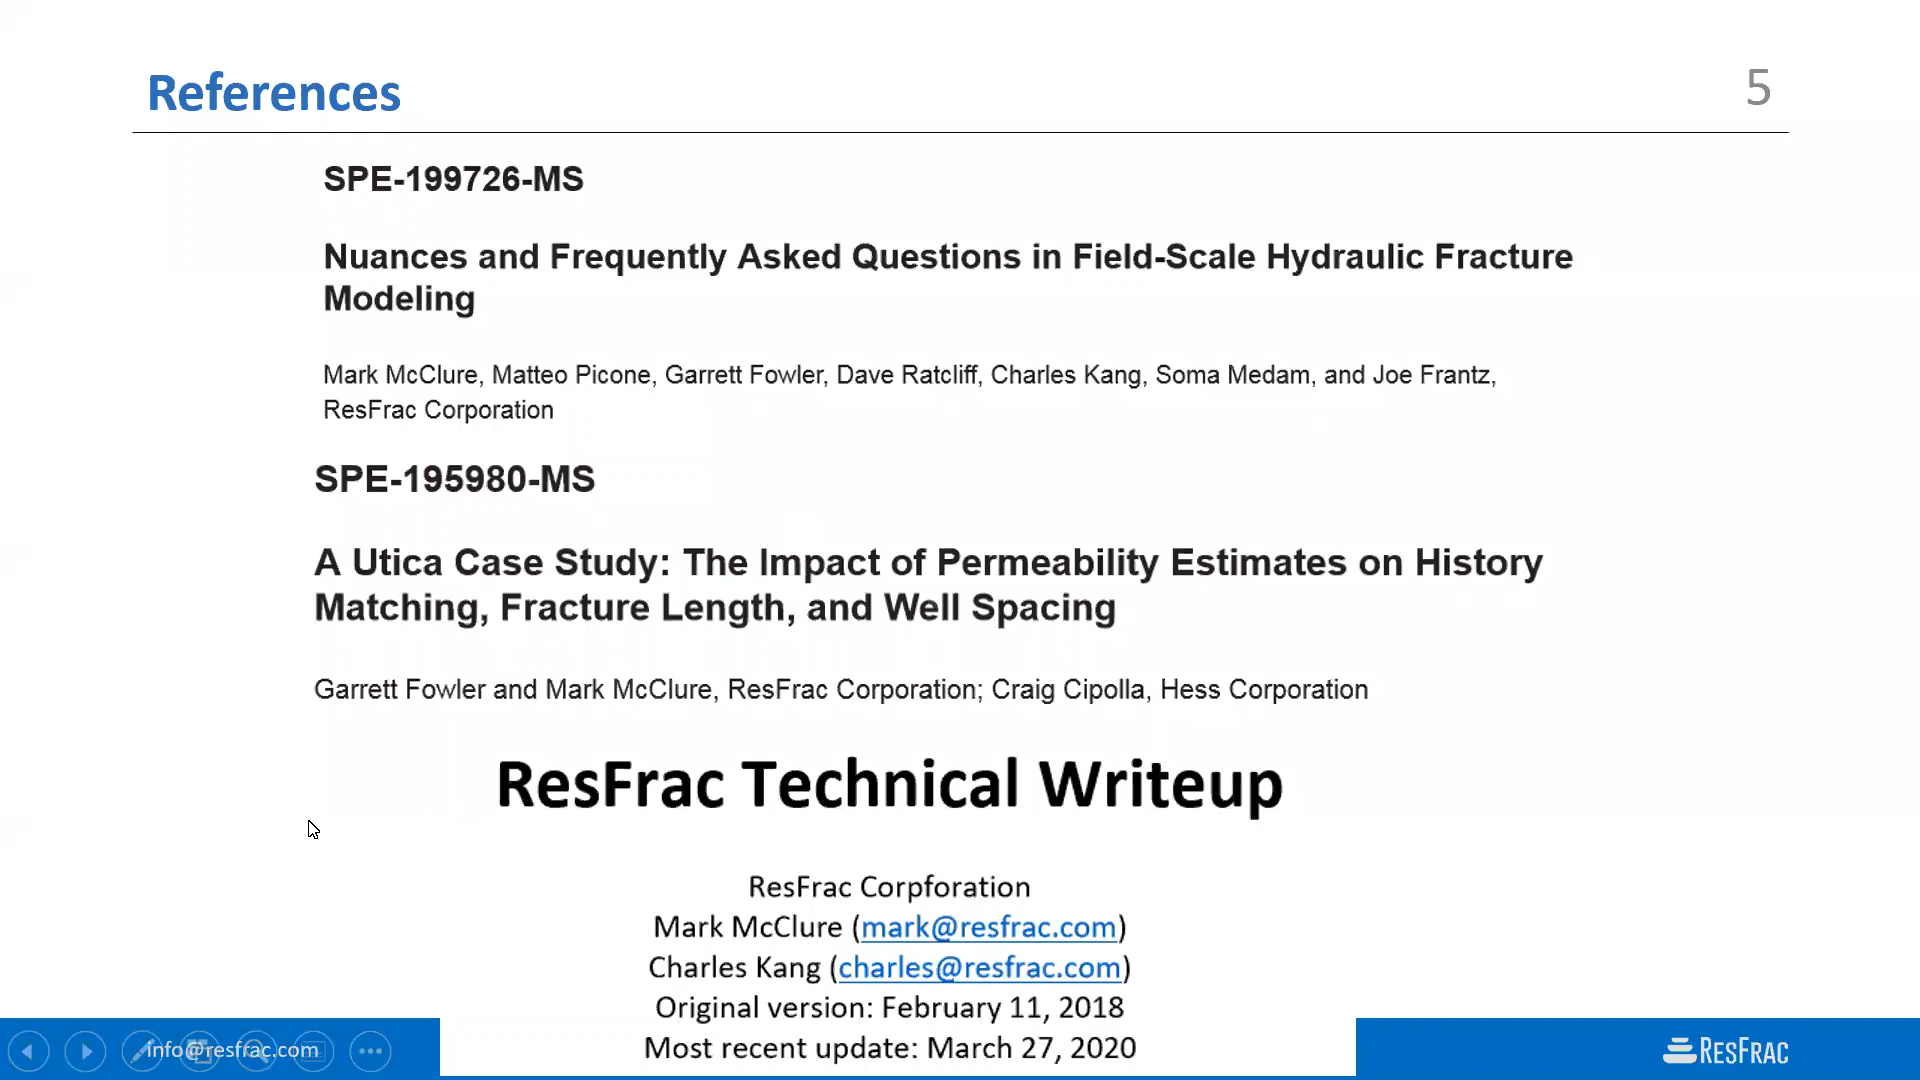 References
5
SPE-199726-MS
Nuances and Frequently Asked Questions in Field-Scale Hydraulic Fracture
Modeling
Mark McClure, Matteo Picone, Garrett Fowler, Dave Ratcliff, Charles Kang, Soma Medam, and Joe Frantz,
ResFrac Corporation
SPE-195980-MS
A Utica Case Study: The Impact of Permeability Estimates on History
Matching, Fracture Length, and Well Spacing
Garrett Fowler and Mark McClure, ResFrac Corporation; Craig Cipolla, Hess Corporation
ResFrac Technical Writeup
ResFrac Corpforation
Mark McClure (mark@resfrac.com)
Charles Kang (charles@resfrac.com)
Original version: February 11, 2018
Most recent update: March 27, 2020
info@resfrac.com
RESFRAC